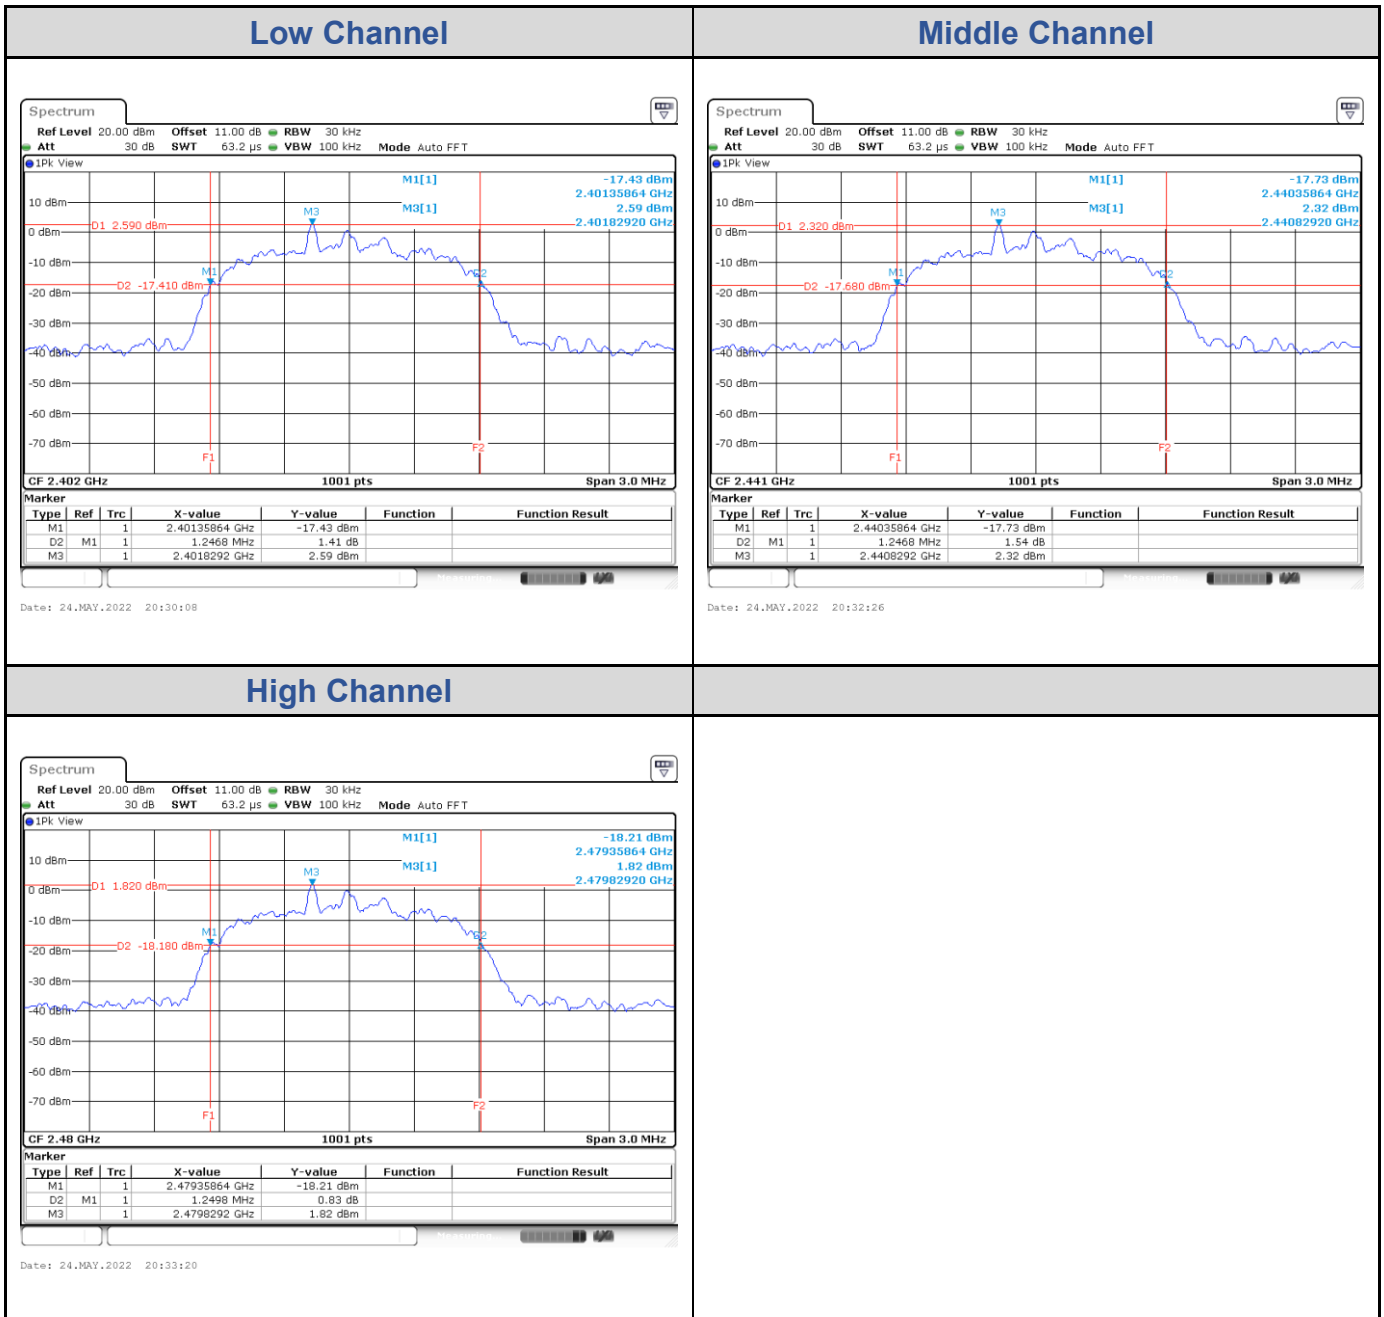 Low Channel
Middle Channel
Spectrum
Ref Level 20.00 dBm Offset 11.00 dB RBW 30 kHz
Att 30 dB SWT 63.2 µs VBW 100 kHz Mode Auto FFT
1Pk View
M1[1] -17.43 dBm
2.40135864 GHz
M3[1] 2.59 dBm
2.40182920 GHz
10 dBm
M3
D1 2.590 dBm
0 dBm
-10 dBm
M1
D2
D2 -17.410 dBm
-20 dBm
-30 dBm
-40 dBm
-50 dBm
-60 dBm
-70 dBm
F1
F2
CF 2.402 GHz 1001 pts Span 3.0 MHz
Marker
Type Ref Trc X-value Y-value Function Function Result
M1 1 2.40135864 GHz -17.43 dBm
D2 M1 1 1.2468 MHz 1.41 dB
M3 1 2.4018292 GHz 2.59 dBm
Measuring...
Date: 24.MAY.2022 20:30:08
Spectrum
Ref Level 20.00 dBm Offset 11.00 dB RBW 30 kHz
Att 30 dB SWT 63.2 µs VBW 100 kHz Mode Auto FFT
1Pk View
M1[1] -17.73 dBm
2.44035864 GHz
M3[1] 2.32 dBm
2.44082920 GHz
10 dBm
M3
D1 2.320 dBm
0 dBm
-10 dBm
M1
D2
D2 -17.680 dBm
-20 dBm
-30 dBm
-40 dBm
-50 dBm
-60 dBm
-70 dBm
F1
F2
CF 2.441 GHz 1001 pts Span 3.0 MHz
Marker
Type Ref Trc X-value Y-value Function Function Result
M1 1 2.44035864 GHz -17.73 dBm
D2 M1 1 1.2468 MHz 1.54 dB
M3 1 2.4408292 GHz 2.32 dBm
Measuring...
Date: 24.MAY.2022 20:32:26
High Channel
Spectrum
Ref Level 20.00 dBm Offset 11.00 dB RBW 30 kHz
Att 30 dB SWT 63.2 µs VBW 100 kHz Mode Auto FFT
1Pk View
M1[1] -18.21 dBm
2.47935864 GHz
M3[1] 1.82 dBm
2.47982920 GHz
10 dBm
M3
D1 1.820 dBm
0 dBm
-10 dBm
M1
D2
D2 -18.180 dBm
-20 dBm
-30 dBm
-40 dBm
-50 dBm
-60 dBm
-70 dBm
F1
F2
CF 2.48 GHz 1001 pts Span 3.0 MHz
Marker
Type Ref Trc X-value Y-value Function Function Result
M1 1 2.47935864 GHz -18.21 dBm
D2 M1 1 1.2498 MHz 0.83 dB
M3 1 2.4798292 GHz 1.82 dBm
Measuring...
Date: 24.MAY.2022 20:33:20